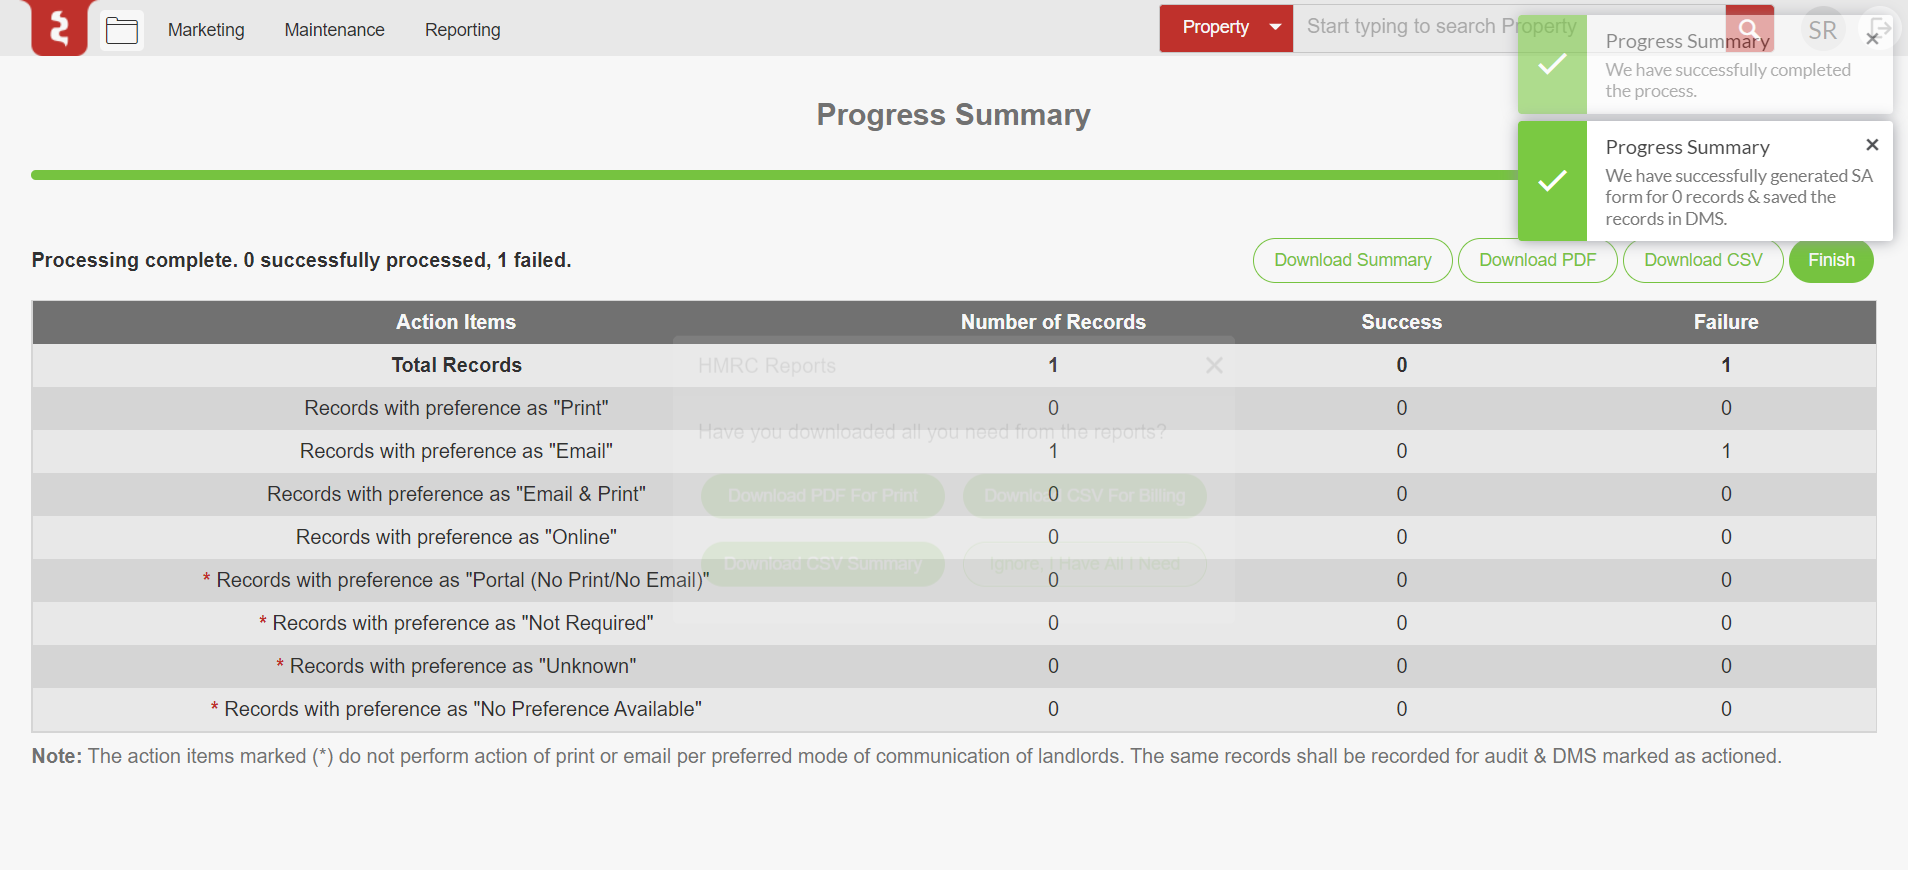 Marketing Maintenance Reporting Property Start typing to search Property SR
Progress Summary
We have successfully completed
the process.
Progress Summary
Progress Summary
We have successfully generated SA
form for 0 records & saved the
records in DMS.
Processing complete. 0 successfully processed, 1 failed. Download Summary Download PDF Download CSV Finish
Action Items Number of Records Success Failure
Total Records 1 0 1
HMRC Reports
Records with preference as "Print" 0 0 0
Have you downloaded all you need from the reports?
Records with preference as "Email" 1 0 1
Records with preference as "Email & Print" 0 0 0
Download PDF For Print Download CSV For Billing
Records with preference as "Online" 0 0 0
Download CSV Summary Ignore, I Have All I Need
* Records with preference as "Portal (No Print/No Email)" 0 0 0
* Records with preference as "Not Required" 0 0 0
* Records with preference as "Unknown" 0 0 0
* Records with preference as "No Preference Available" 0 0 0
Note: The action items marked (*) do not perform action of print or email per preferred mode of communication of landlords. The same records shall be recorded for audit & DMS marked as actioned.